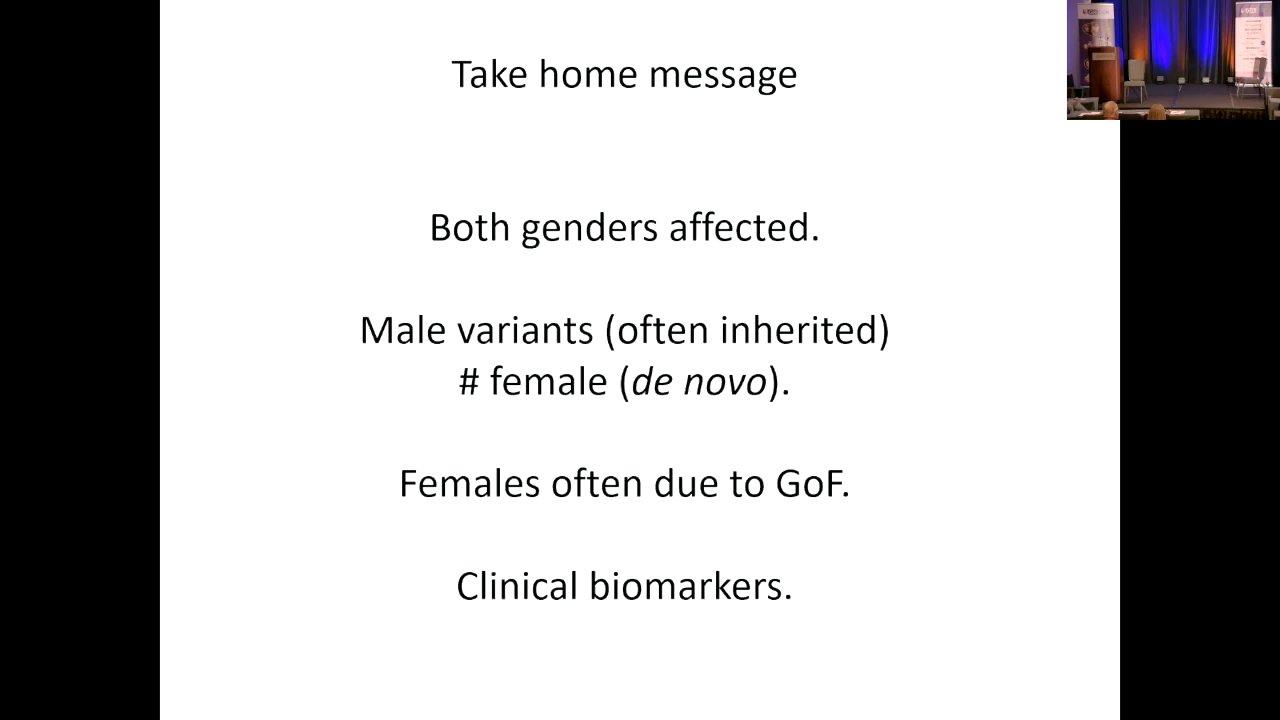 Take home message
Both genders affected.
Male variants (often inherited)
# female (de novo).
Females often due to GoF.
Clinical biomarkers.